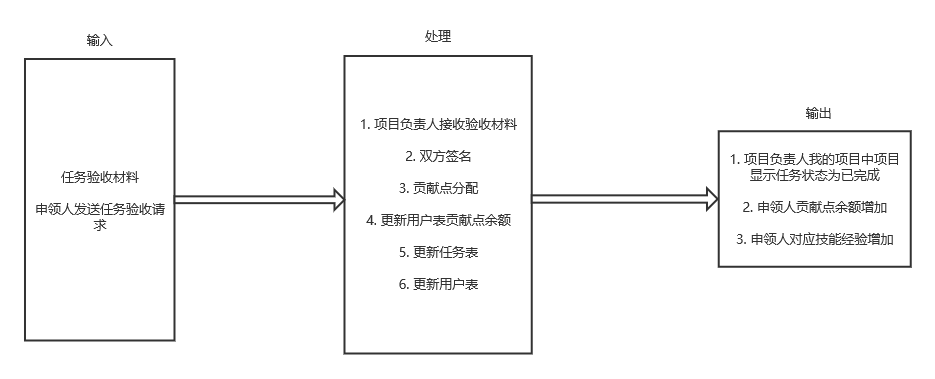 输入
任务验收材料
申领人发送任务验收请
求
处理
1. 项目负责人接收验收材料
2. 双方签名
3. 贡献点分配
4. 更新用户表贡献点余额
5. 更新任务表
6. 更新用户表
输出
1. 项目负责人我的项目中项目
显示任务状态为已完成
2. 申领人贡献点余额增加
3. 申领人对应技能经验增加